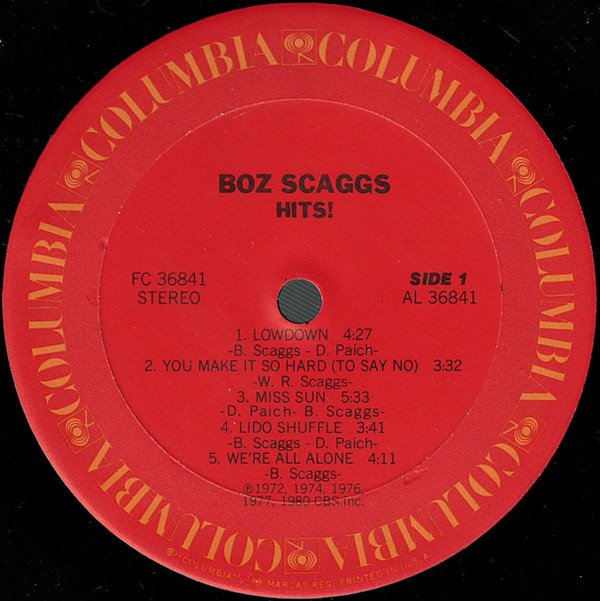 COLUMBIA COLUMBIA COLUMBIA COLUMBIA COLUMBIA COLUMBIA
BOZ SCAGGS
HITS!
FC 36841
STEREO
SIDE 1
AL 36841
1. LOWDOWN 4:27
-B. Scaggs - D. Paich-
2. YOU MAKE IT SO HARD (TO SAY NO) 3:32
-W. R. Scaggs-
3. MISS SUN 5:33
-D. Paich- B. Scaggs-
4. LIDO SHUFFLE 3:41
-B. Scaggs - D. Paich-
5. WE'RE ALL ALONE 4:11
-B. Scaggs-
℗1972, 1974, 1976,
1977, 1980 CBS Inc.
®"COLUMBIA", MARCAS REG. PRINTED IN U.S.A.